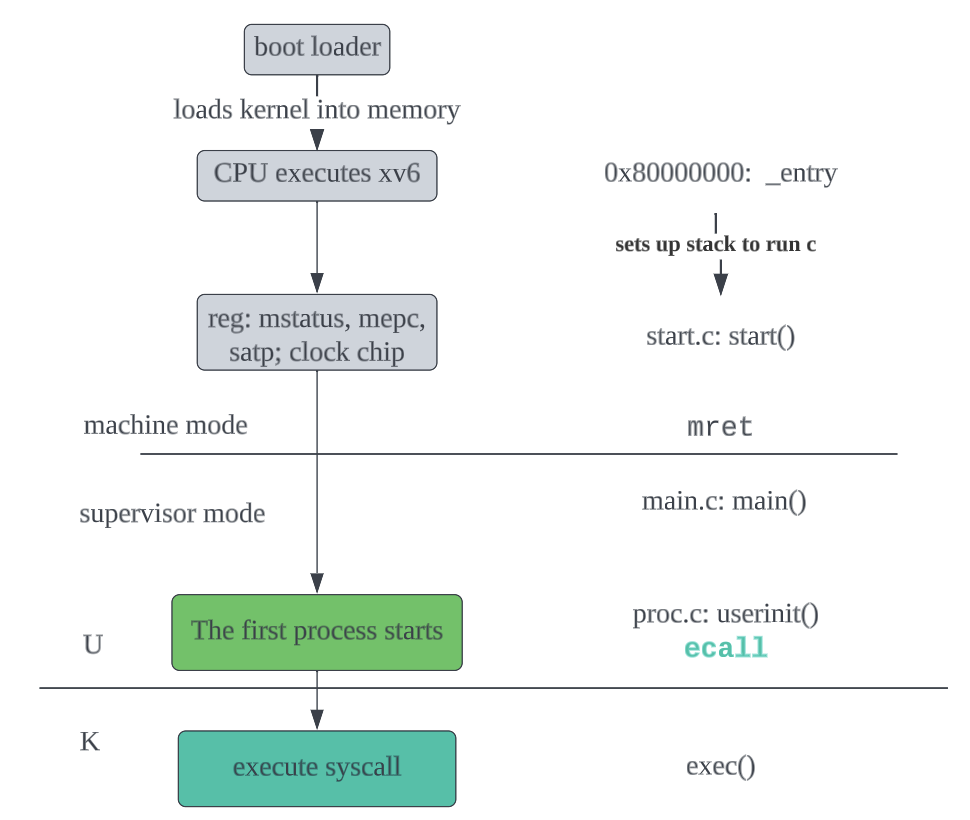 boot loader
loads kernel into memory
CPU executes xv6
0x80000000: _entry
sets up stack to run c
reg: mstatus, mepc,
satp; clock chip
start.c: start()
machine mode
mret
supervisor mode
main.c: main()
The first process starts
proc.c: userinit()
U
ecall
K
execute syscall
exec()